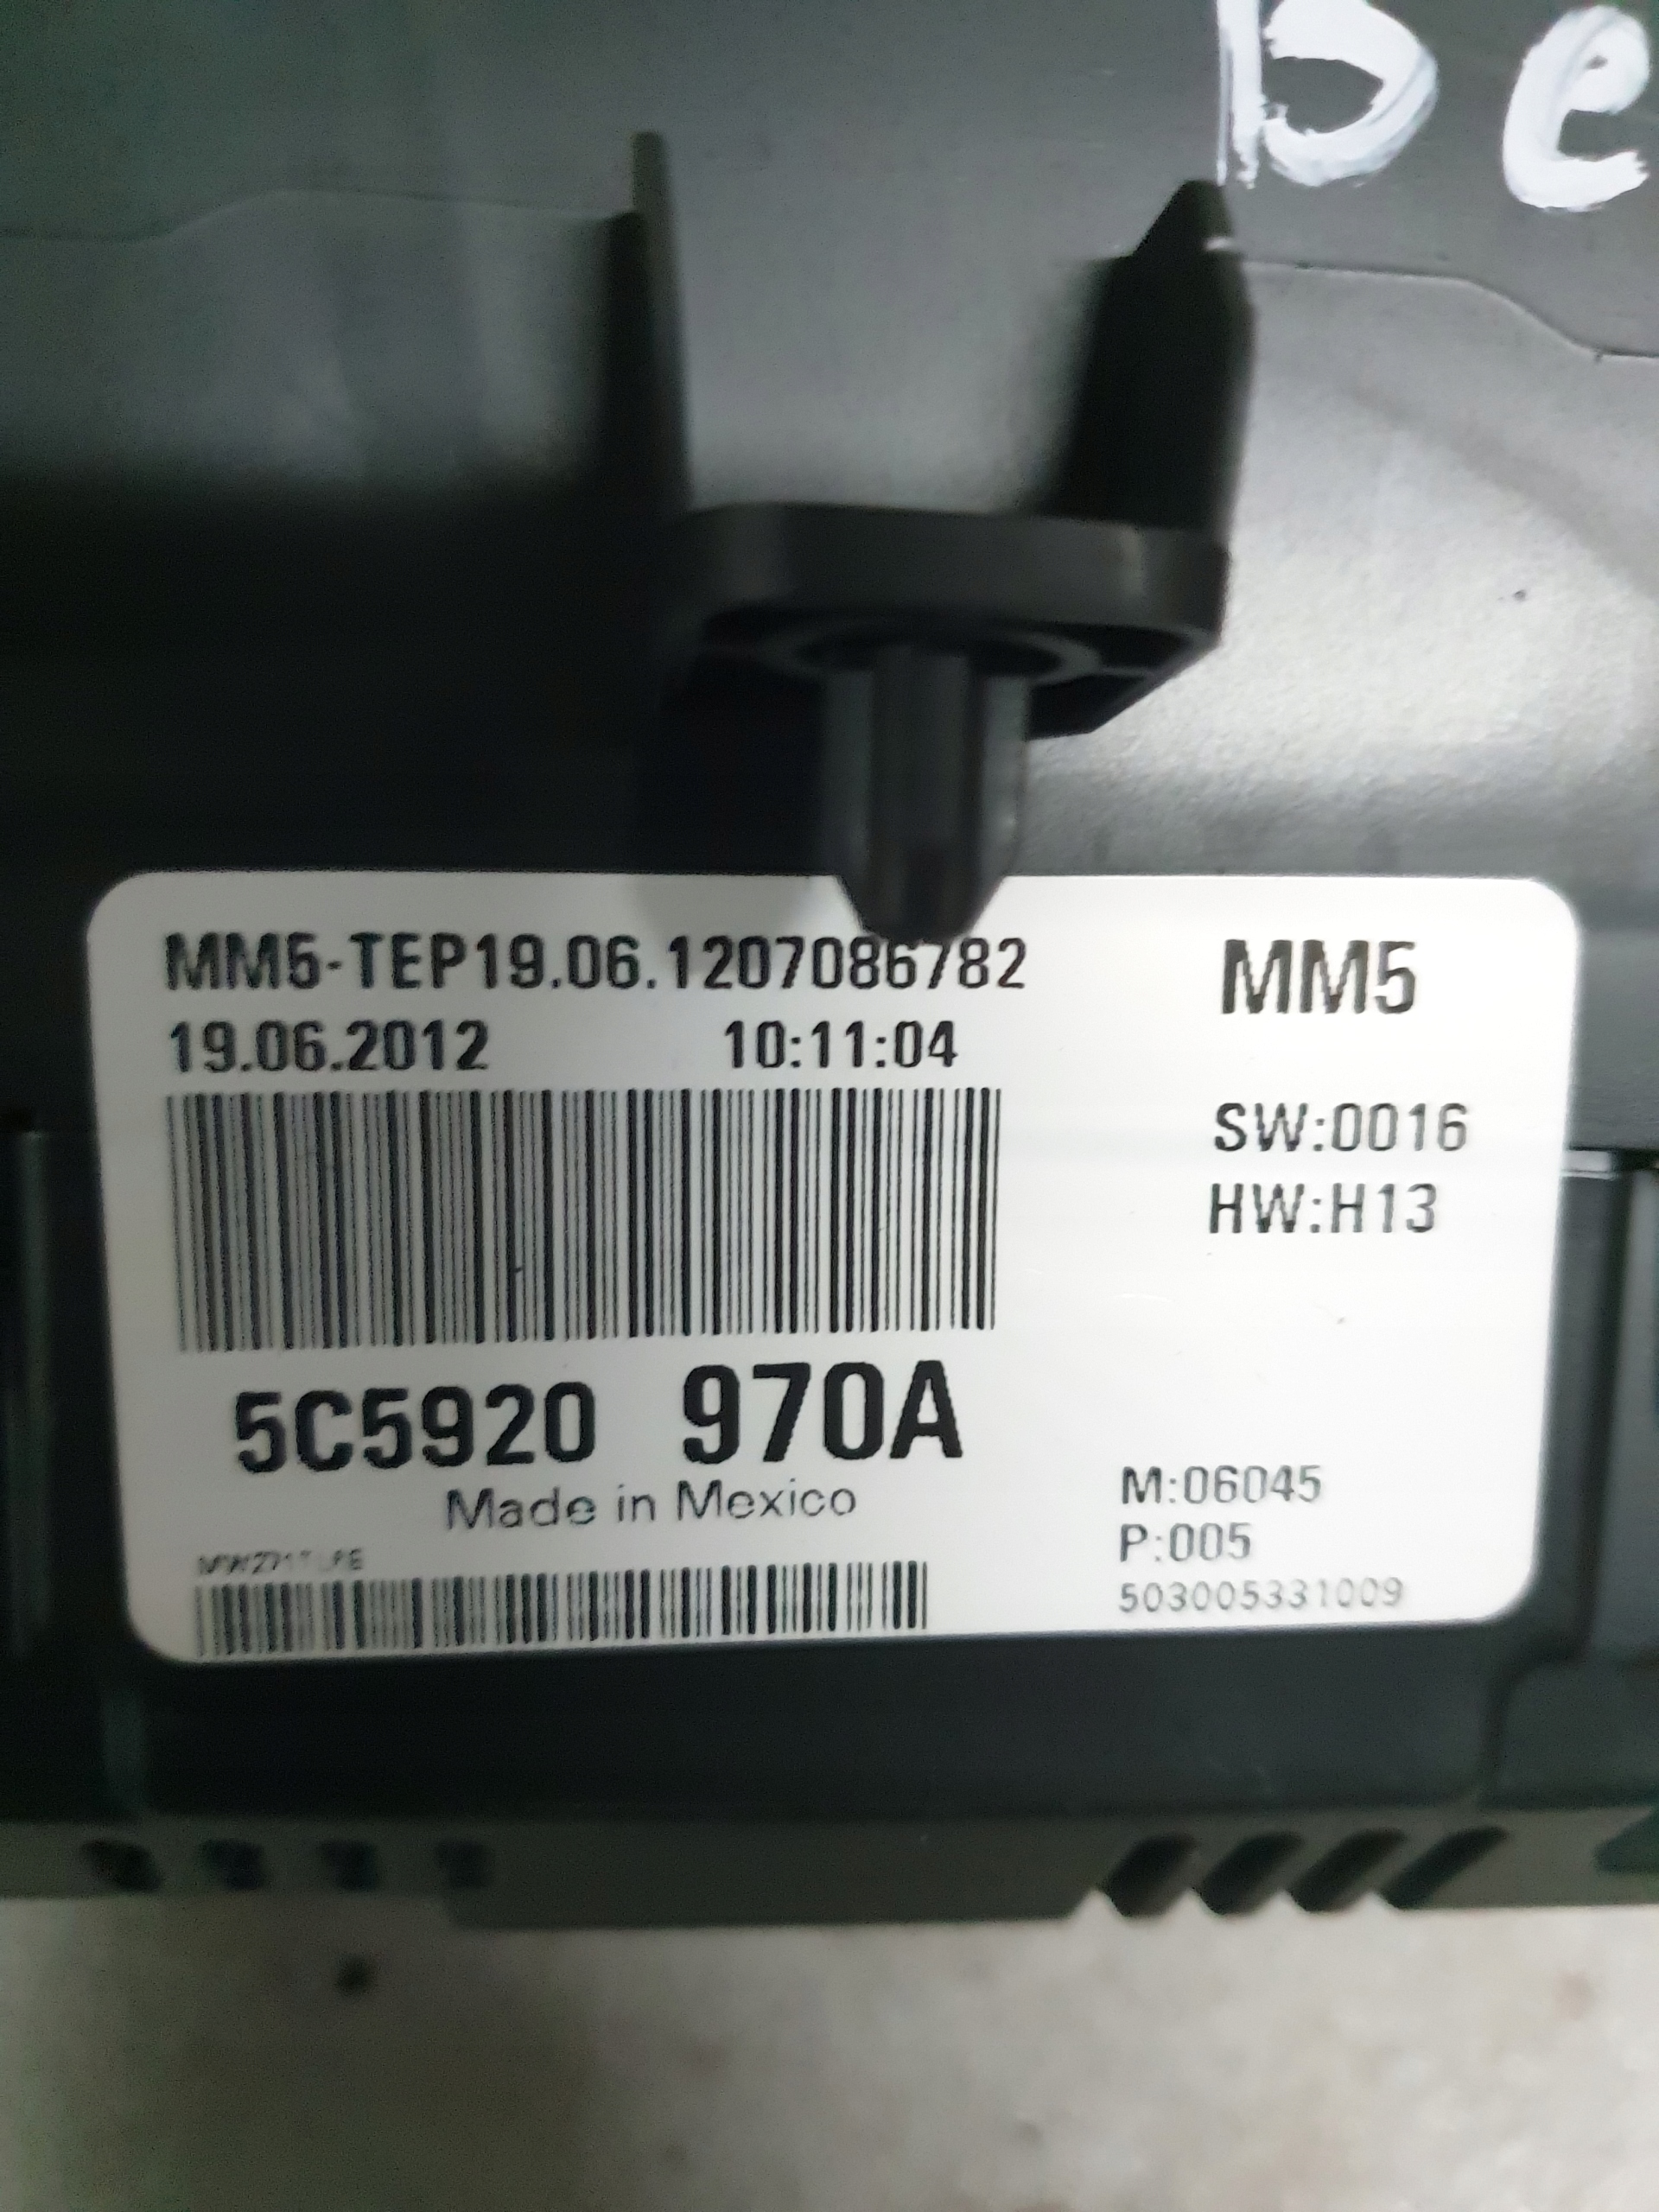 Be
MM5-TEP19.06.1207086782
MM5
19.06.2012 10:11:04
SW:0016
HW:H13
5C5920 970A
Made in Mexico
M:06045
P:005
503005331009